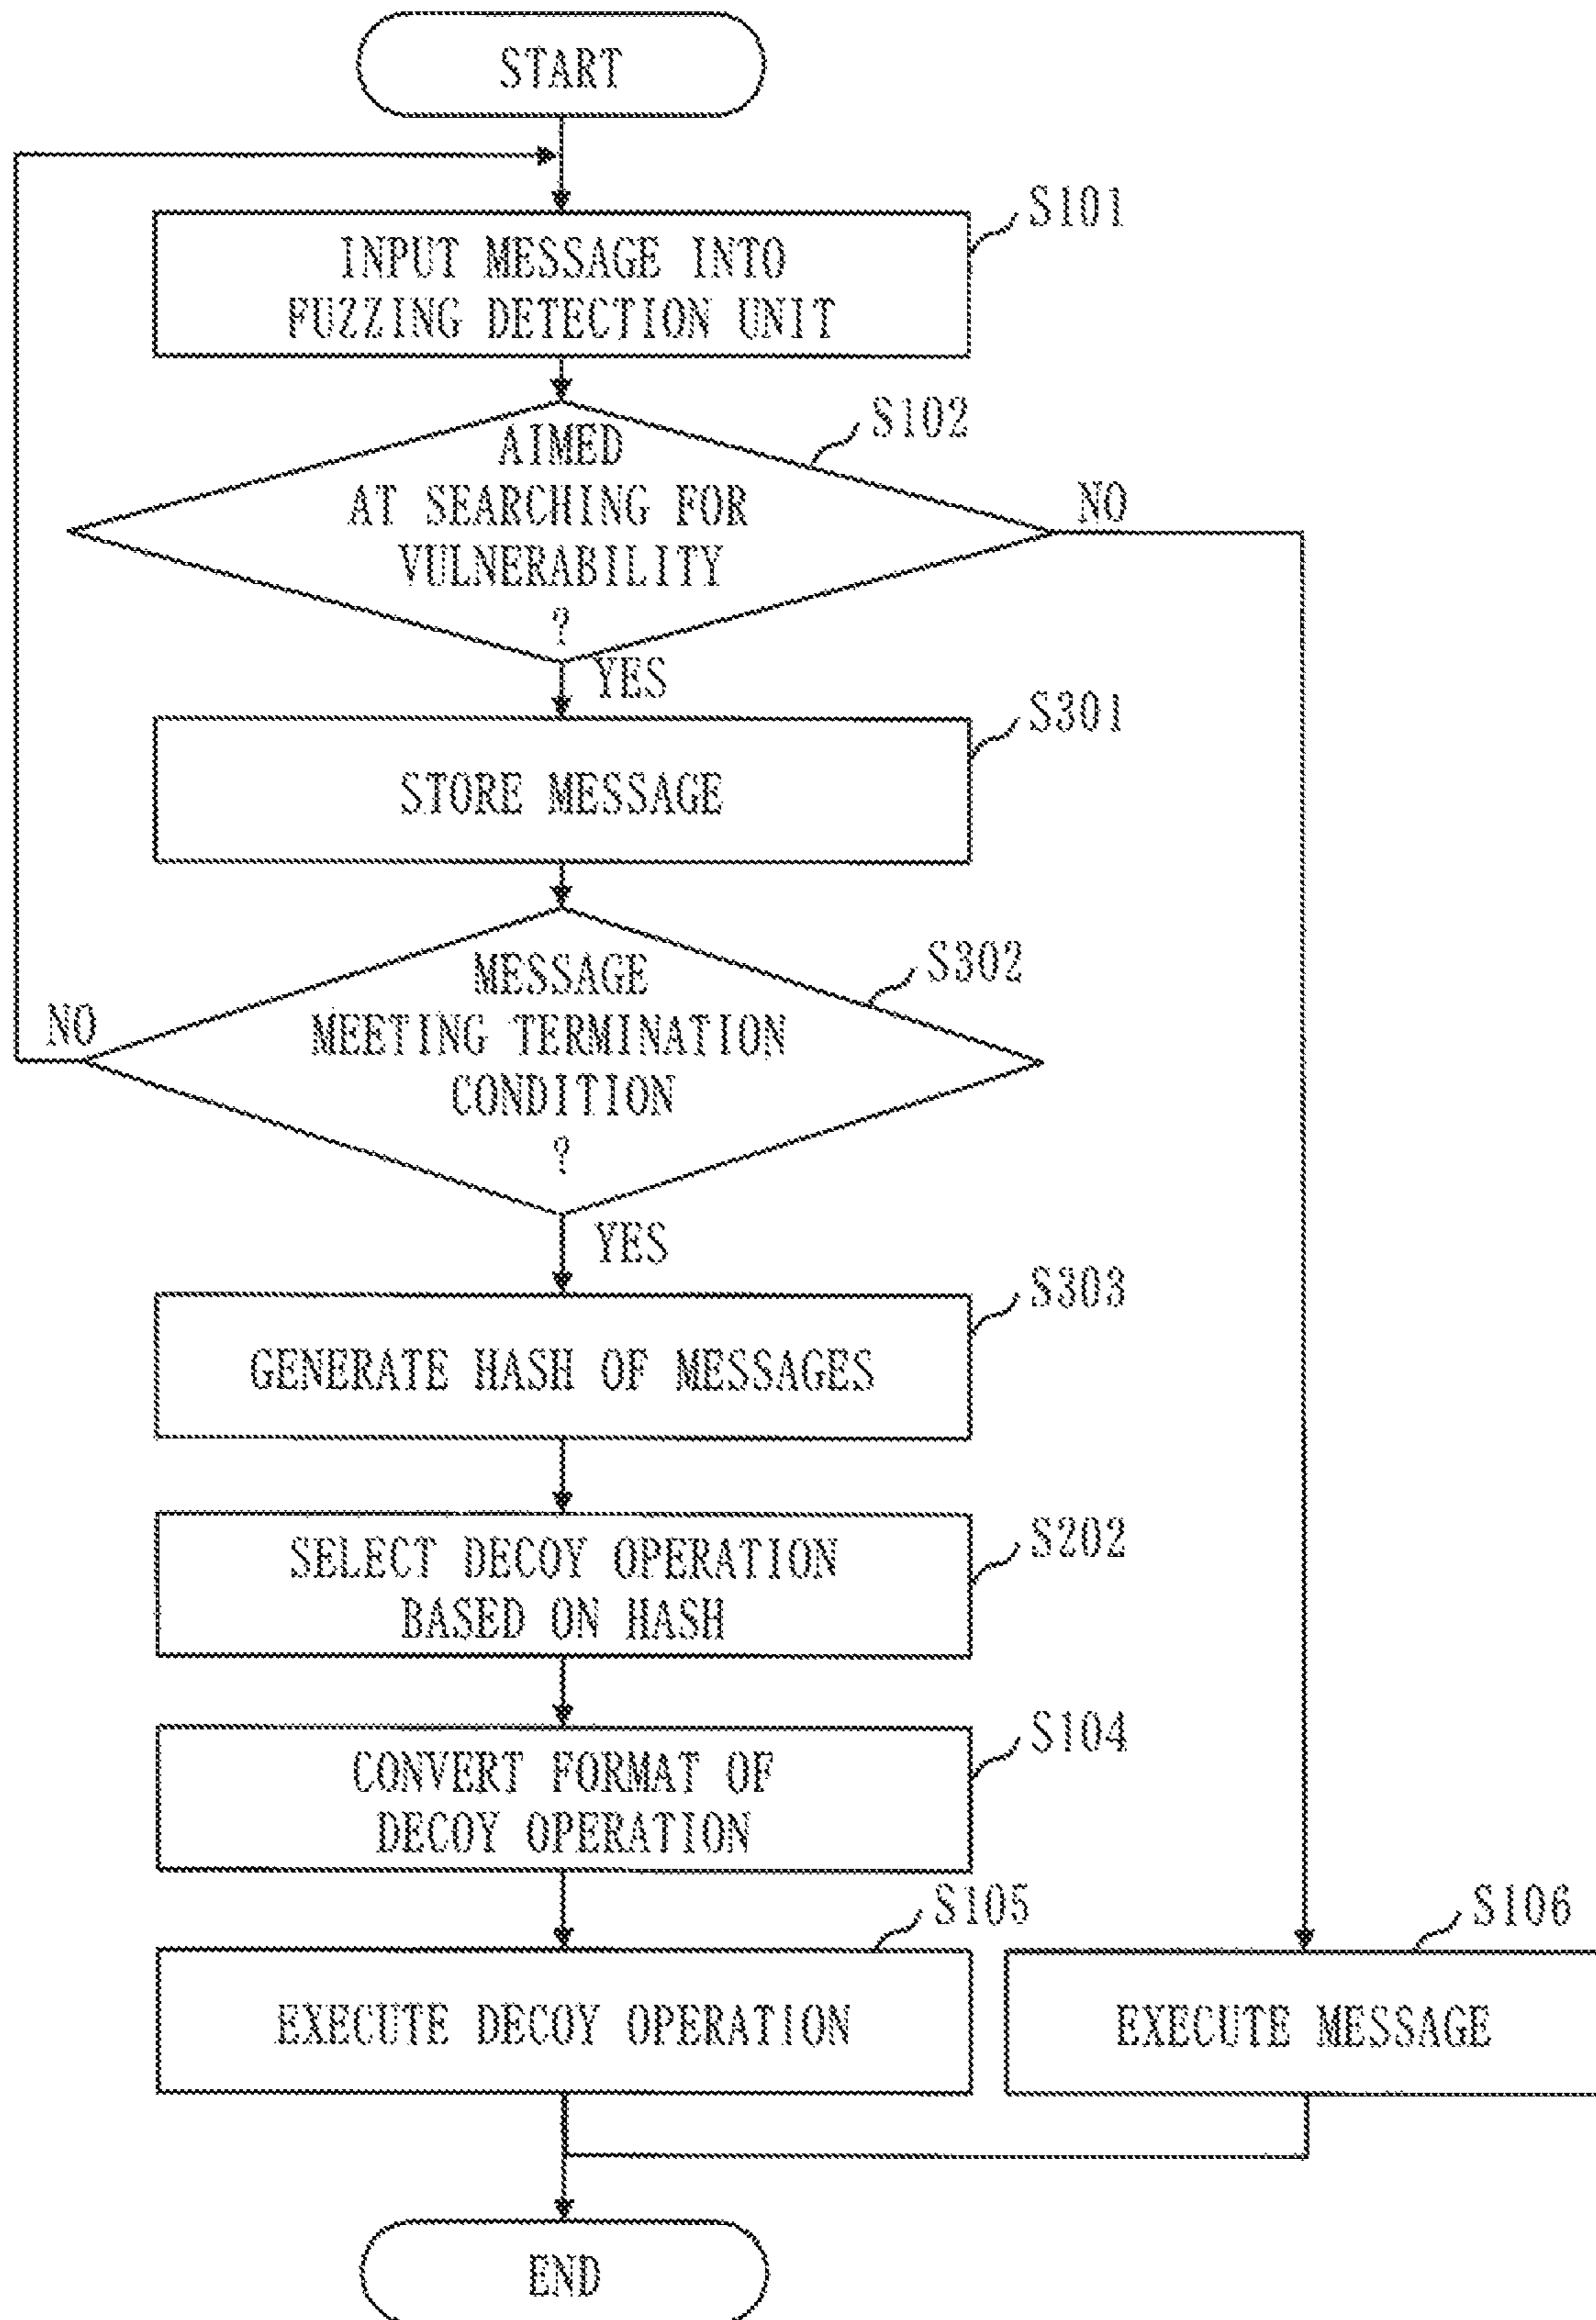 START
S101
INPUT MESSAGE INTO
FUZZING DETECTION UNIT
S102
AIMED
AT SEARCHING FOR
VULNERABILITY
?
NO
YES
S301
STORE MESSAGE
S302
MESSAGE
MEETING TERMINATION
CONDITION
?
NO
YES
S303
GENERATE HASH OF MESSAGES
S202
SELECT DECOY OPERATION
BASED ON HASH
S104
CONVERT FORMAT OF
DECOY OPERATION
S105
EXECUTE DECOY OPERATION
S106
EXECUTE MESSAGE
END